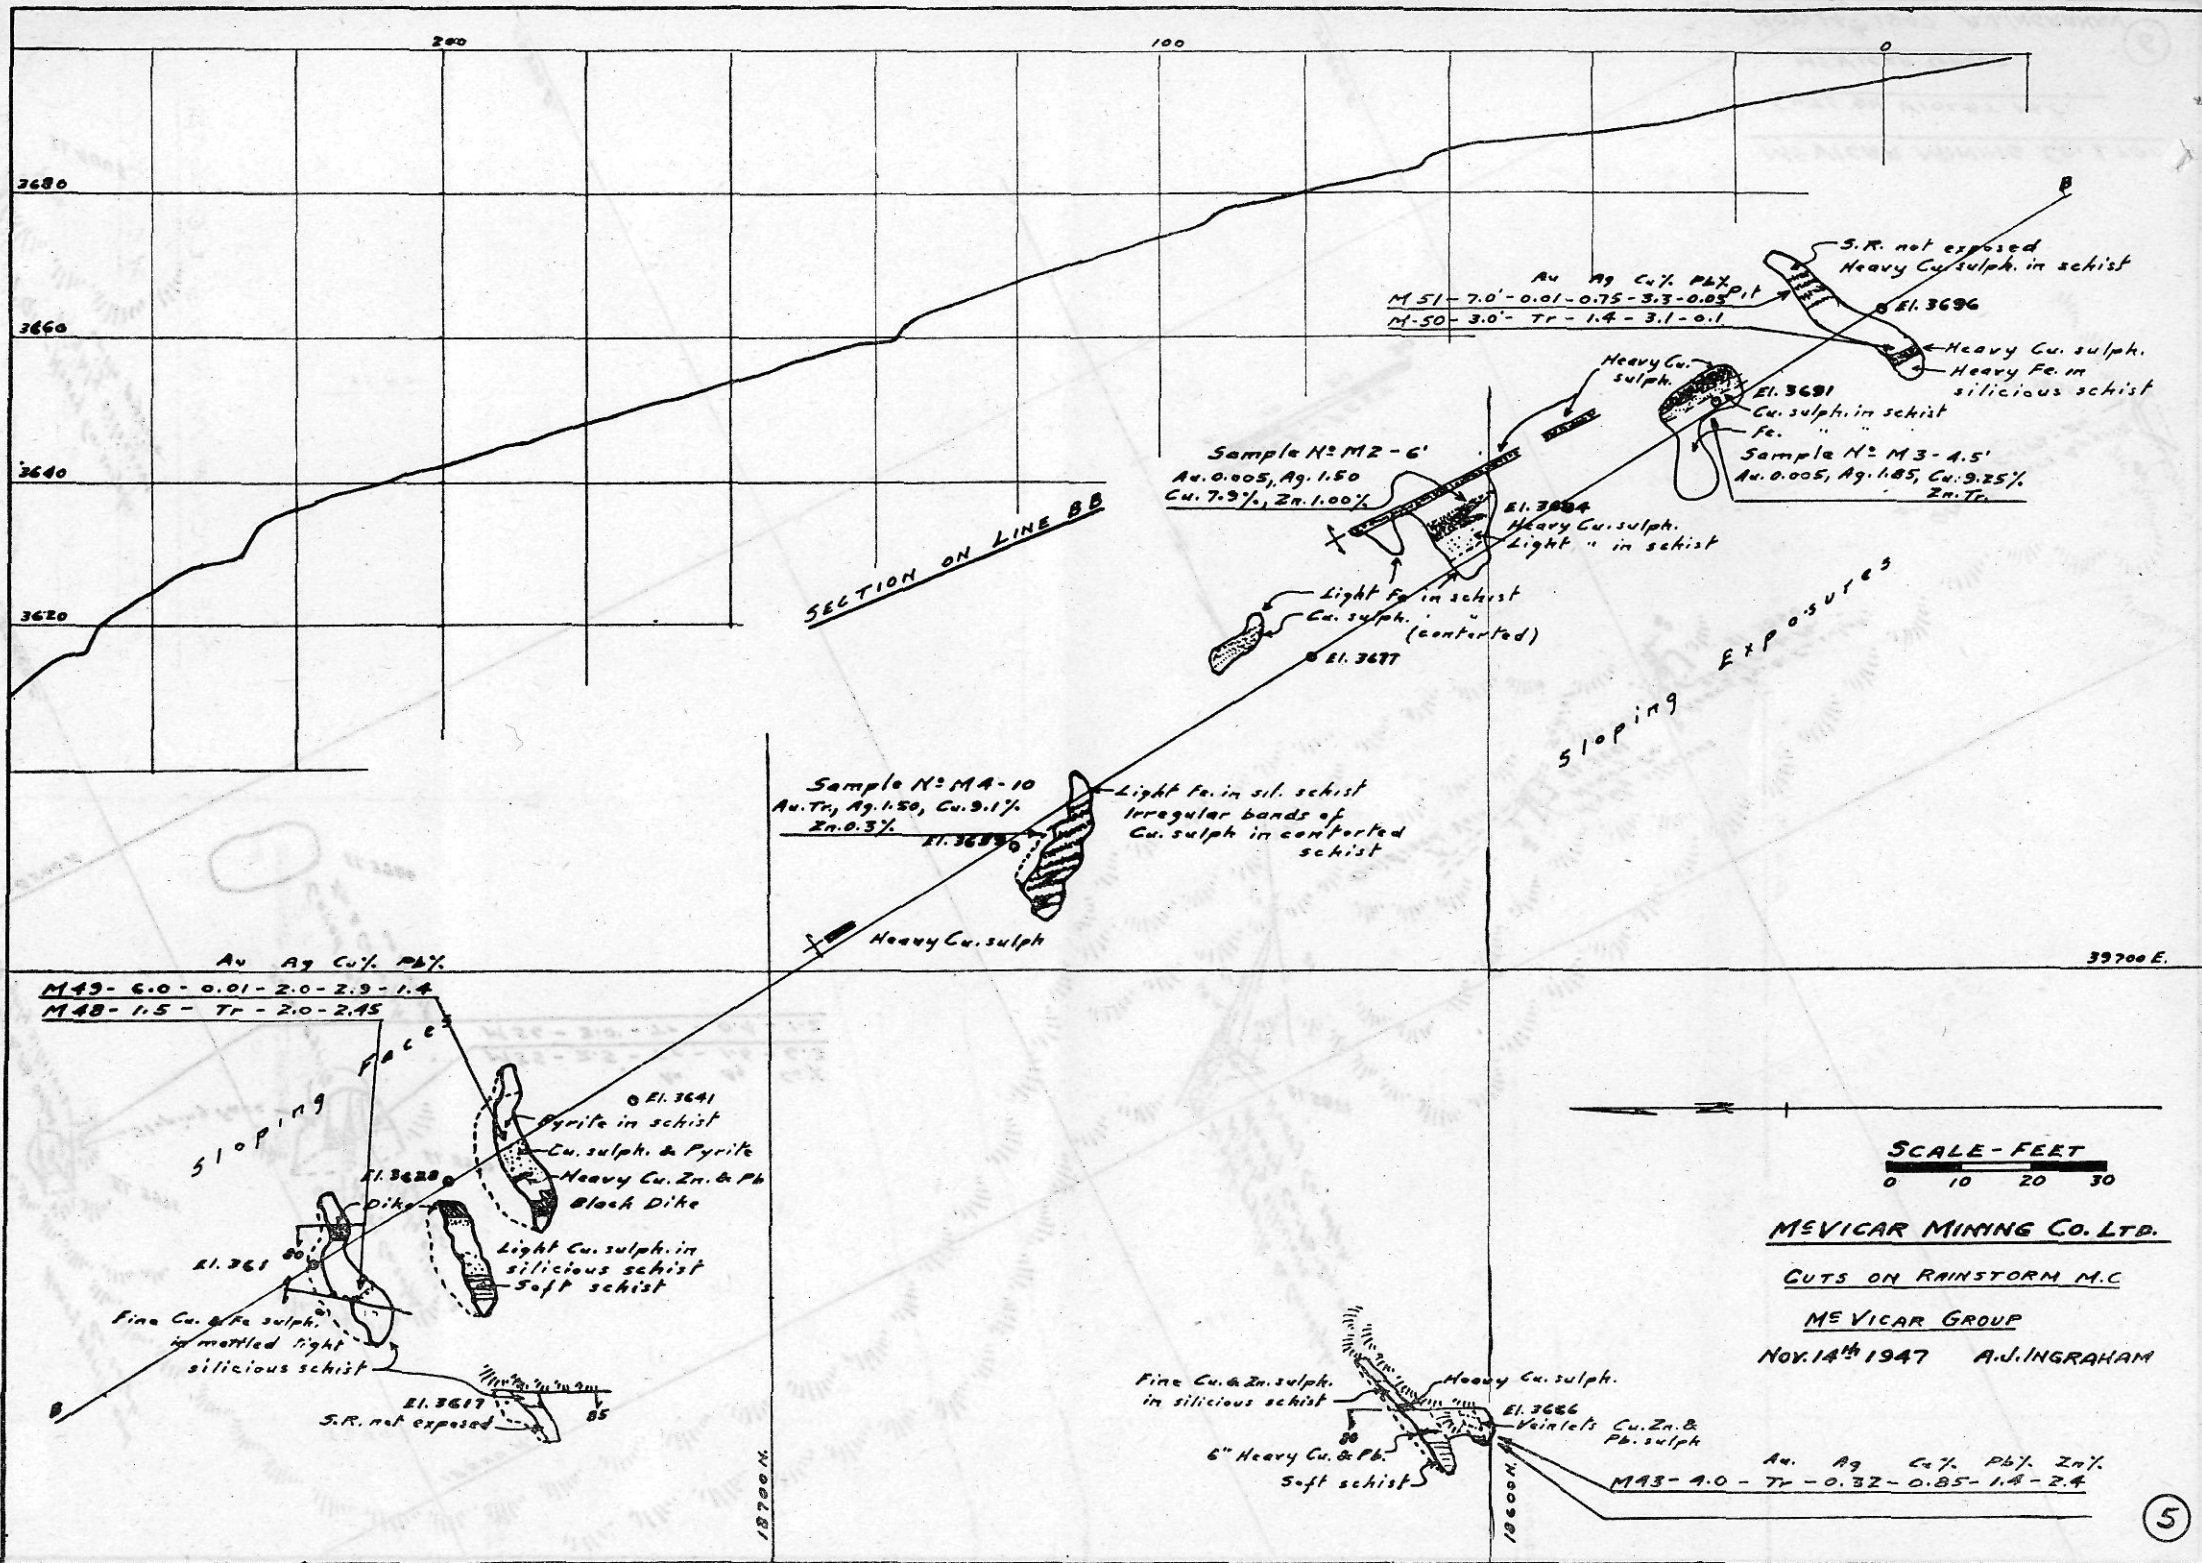 200
100
0
3680
3660
3640
3620
SECTION ON LINE BB
B
S.R. not exposed
Heavy Cu. sulph. in schist
Au Ag Cu% Pb%
M 51 - 7.0' - 0.01 - 0.75 - 3.3 - 0.05
Pit
M-50 - 3.0' - Tr - 1.4 - 3.1 - 0.1
El. 3696
Heavy Cu. sulph.
Heavy Fe. in
silicious schist
Heavy Cu.
sulph.
El. 3691
Cu. sulph. in schist
Fe. " " "
Sample Nº M3 - 4.5'
Au. 0.005, Ag. 1.85, Cu. 9.25%
Zn. Tr.
Sample Nº M2 - 6'
Au. 0.005, Ag. 1.50
Cu. 7.9%, Zn. 1.00%
Heavy Cu. sulph.
Light " in schist
Light Fe. in schist
Cu. sulph. "
(contorted)
El. 3677
Sloping Exposures
Sample Nº M4 - 10
Au. Tr., Ag. 1.50, Cu. 9.1%
Zn. 0.3%
Light Fe. in sil. schist
Irregular bands of
Cu. sulph in contorted
schist
Heavy Cu. sulph
39700 E.
Au Ag Cu% Pb%
M49 - 6.0 - 0.01 - 2.0 - 2.9 - 1.4
M48 - 1.5 - Tr - 2.0 - 2.45
Sloping Faces
El. 3641
Pyrite in schist
Cu. sulph. & Pyrite
Heavy Cu. Zn. & Pb
Black Dike
El. 3628
Dike
80
El. 361
Light Cu. sulph. in
silicious schist
Soft schist
Fine Cu. & Fe sulph.
in mottled light
silicious schist
El. 3617
S.R. not exposed
85
B
18700 N.
SCALE - FEET
0 10 20 30
McVICAR MINING CO. LTD.
CUTS ON RAINSTORM M.C
McVICAR GROUP
NOV. 14th 1947 A.J. INGRAHAM
Fine Cu. & Zn. sulph.
in silicious schist
Heavy Cu. sulph.
El. 3666
Veinlets Cu. Zn. &
Pb. sulph
80
6" Heavy Cu. & Pb.
Soft schist
18600 N.
Au. Ag Cu% Pb% Zn%
M43 - 4.0 - Tr - 0.32 - 0.85 - 1.4 - 2.4
5